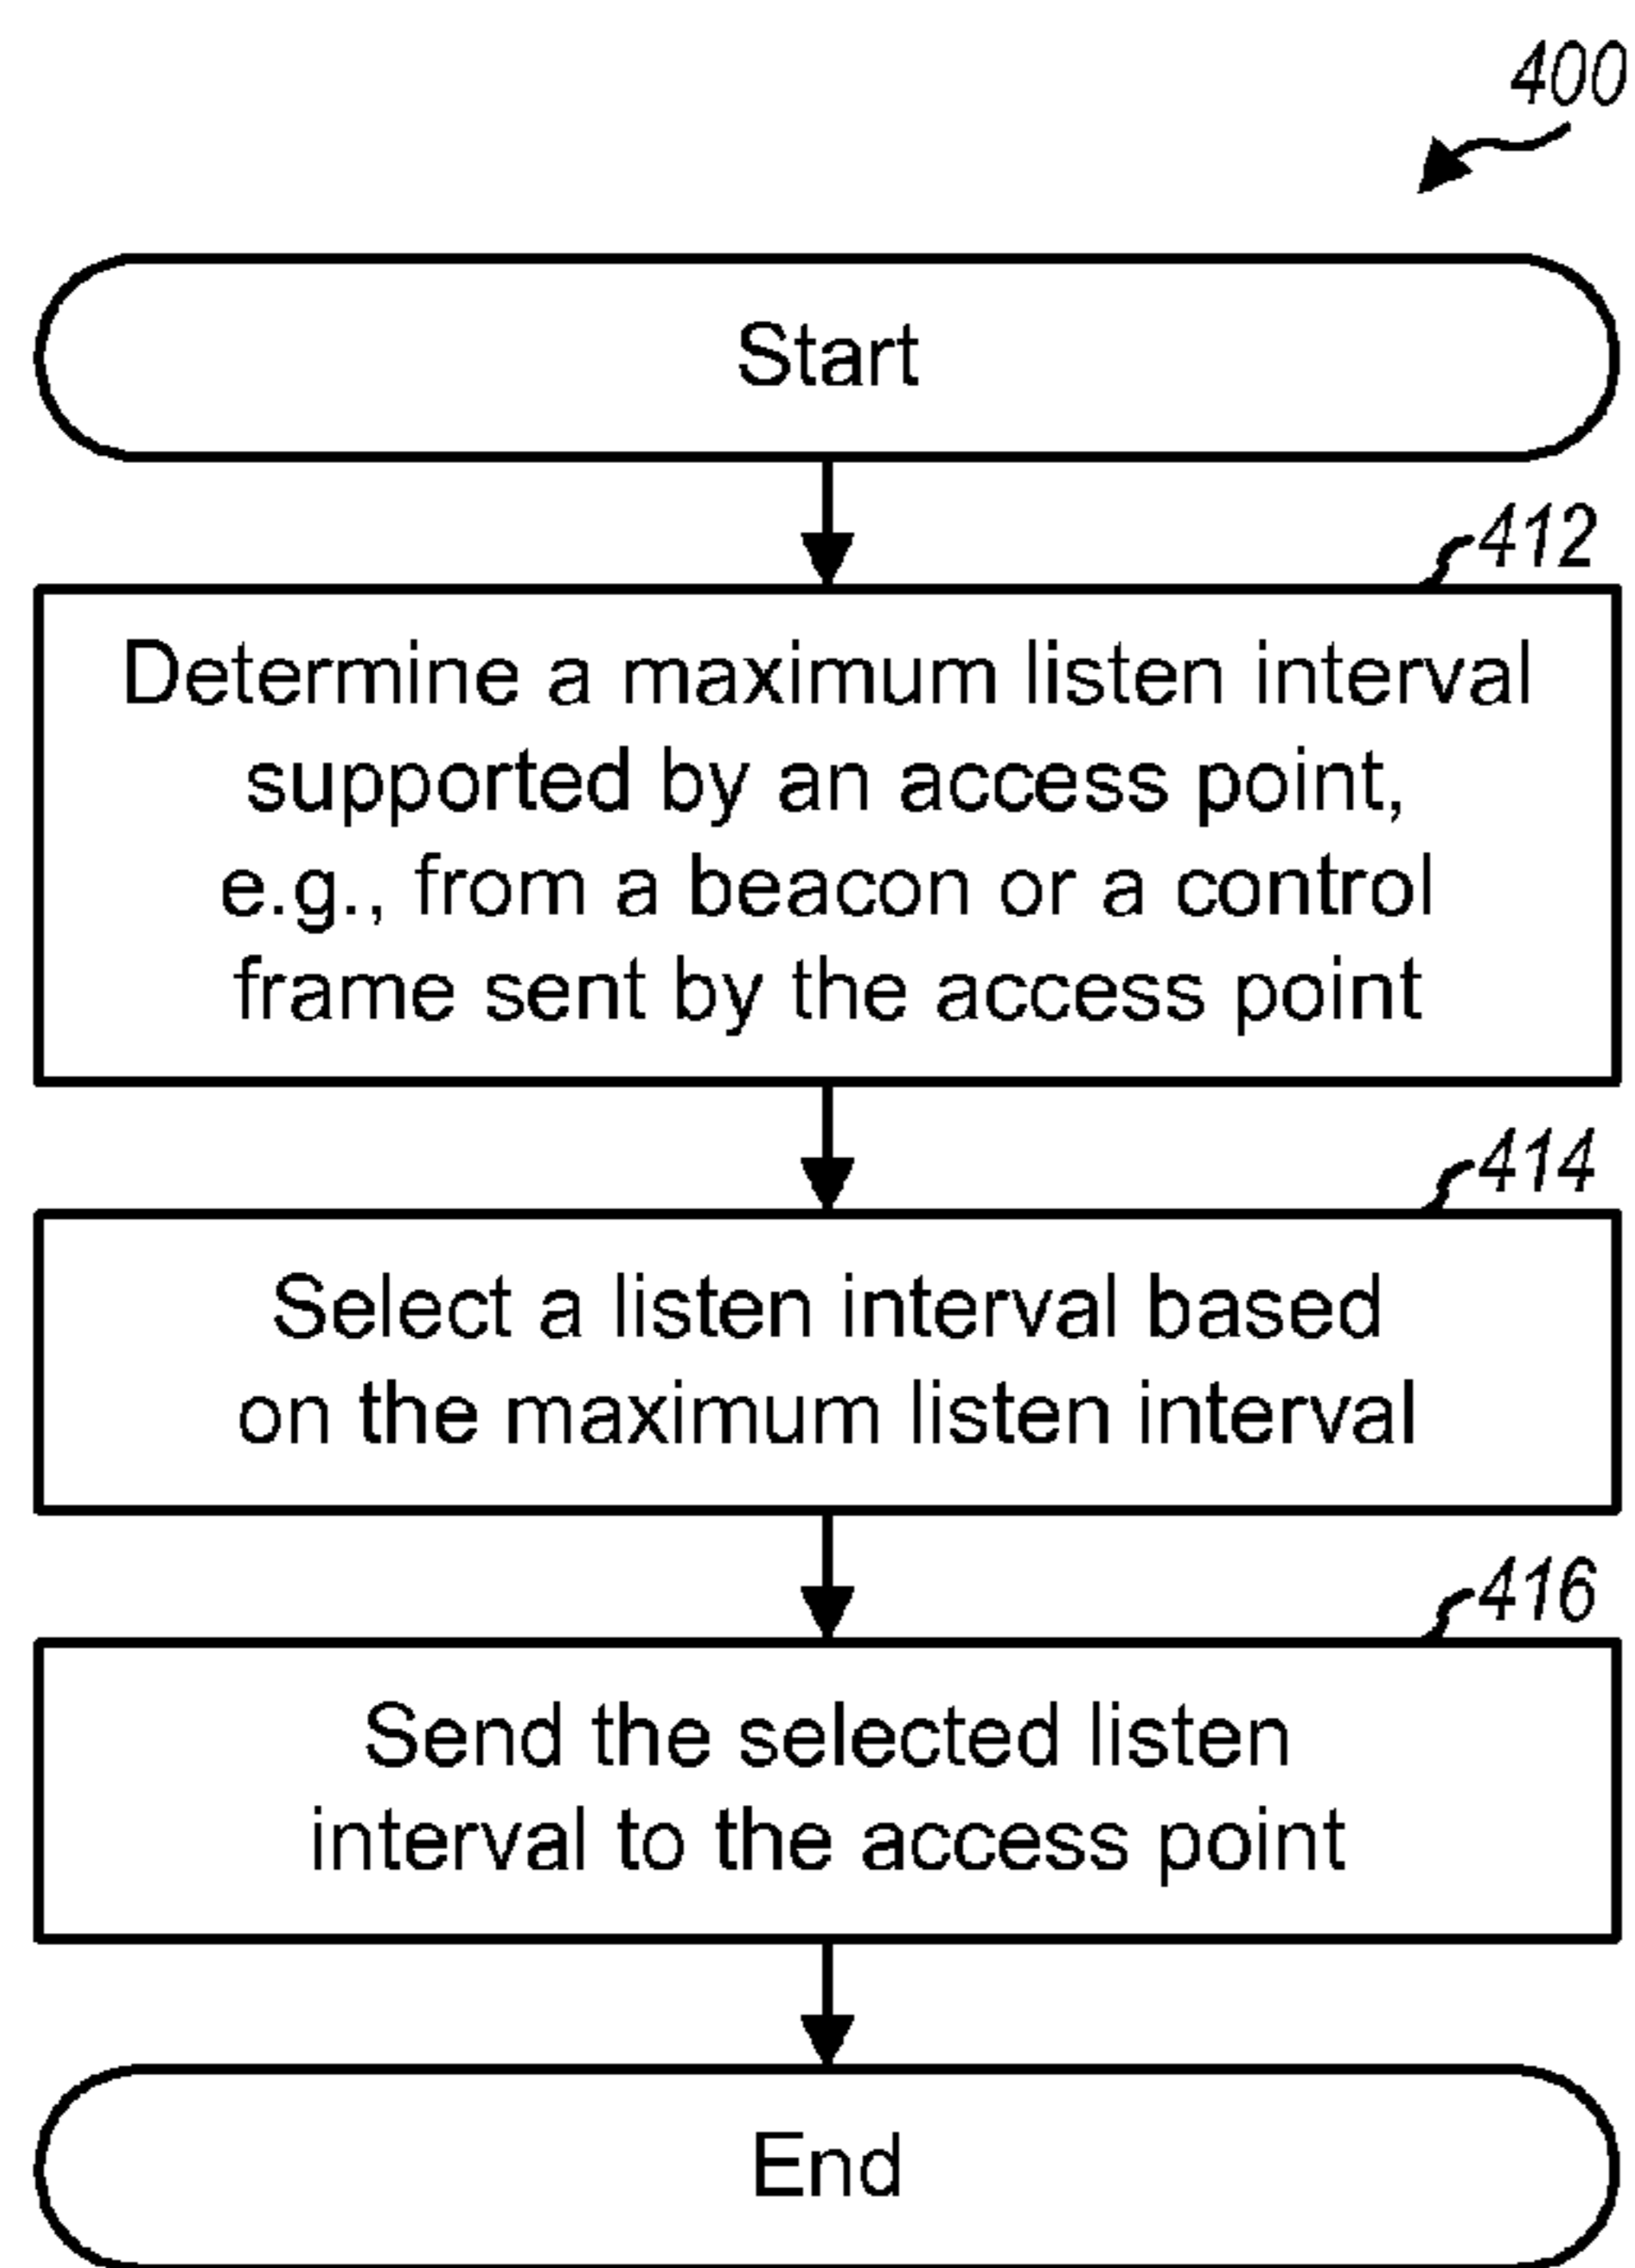 400
Start
412
Determine a maximum listen interval
supported by an access point,
e.g., from a beacon or a control
frame sent by the access point
414
Select a listen interval based
on the maximum listen interval
416
Send the selected listen
interval to the access point
End